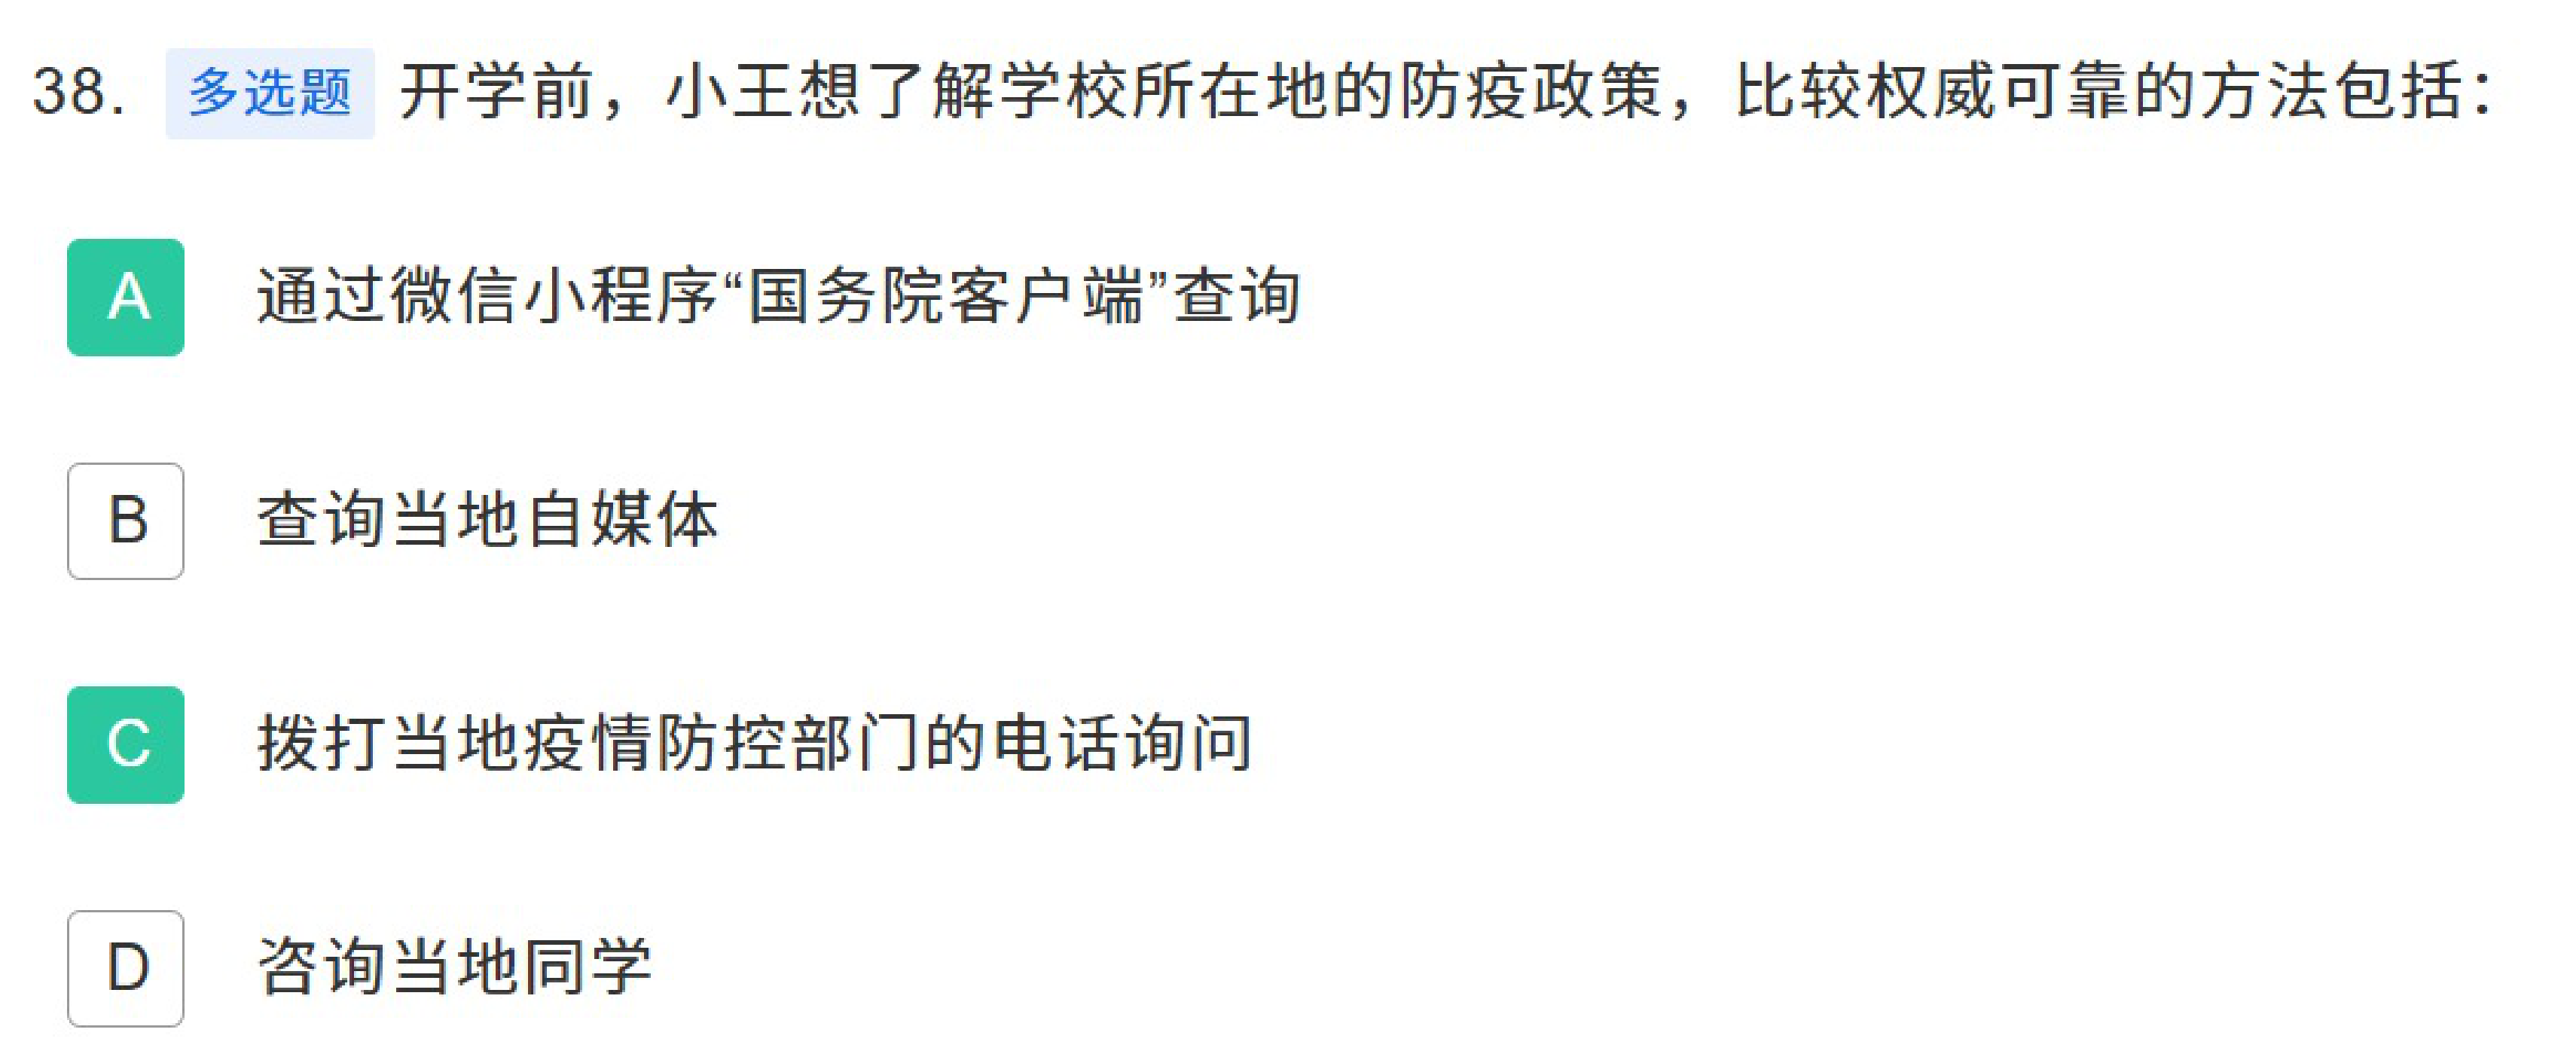 38. 多选题 开学前，小王想了解学校所在地的防疫政策，比较权威可靠的方法包括：
A 通过微信小程序“国务院客户端”查询
B 查询当地自媒体
C 拨打当地疫情防控部门的电话询问
D 咨询当地同学